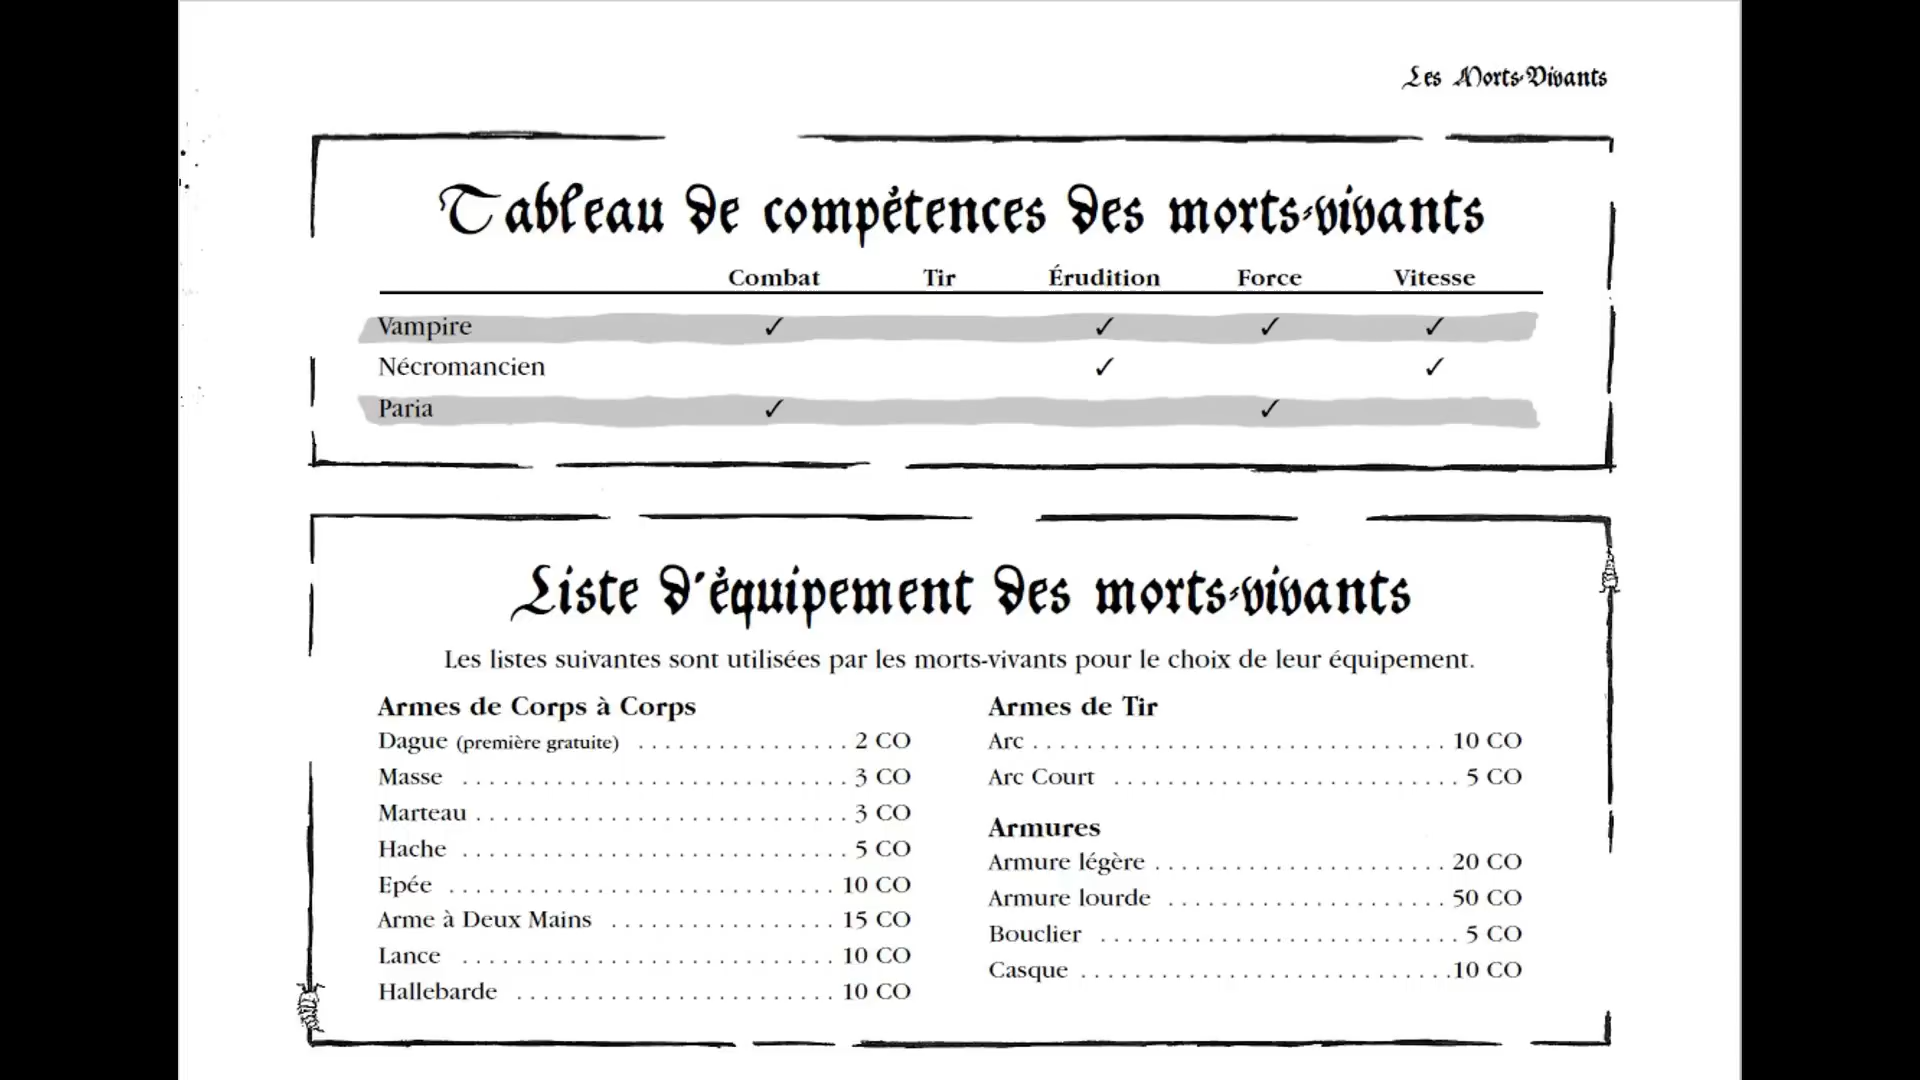 Les Morts-Vivants
Tableau de compétences des morts-vivants
Combat Tir Érudition Force Vitesse
Vampire ✓ ✓ ✓ ✓
Nécromancien ✓ ✓
Paria ✓ ✓
Liste d'équipement des morts-vivants
Les listes suivantes sont utilisées par les morts-vivants pour le choix de leur équipement.
Armes de Corps à Corps
Dague (première gratuite) ................ 2 CO
Masse ............................. 3 CO
Marteau ............................ 3 CO
Hache ............................. 5 CO
Epée ............................. 10 CO
Arme à Deux Mains ................. 15 CO
Lance ............................ 10 CO
Hallebarde ........................ 10 CO
Armes de Tir
Arc ............................... 10 CO
Arc Court .......................... 5 CO
Armures
Armure légère ...................... 20 CO
Armure lourde ..................... 50 CO
Bouclier ........................... 5 CO
Casque ............................10 CO